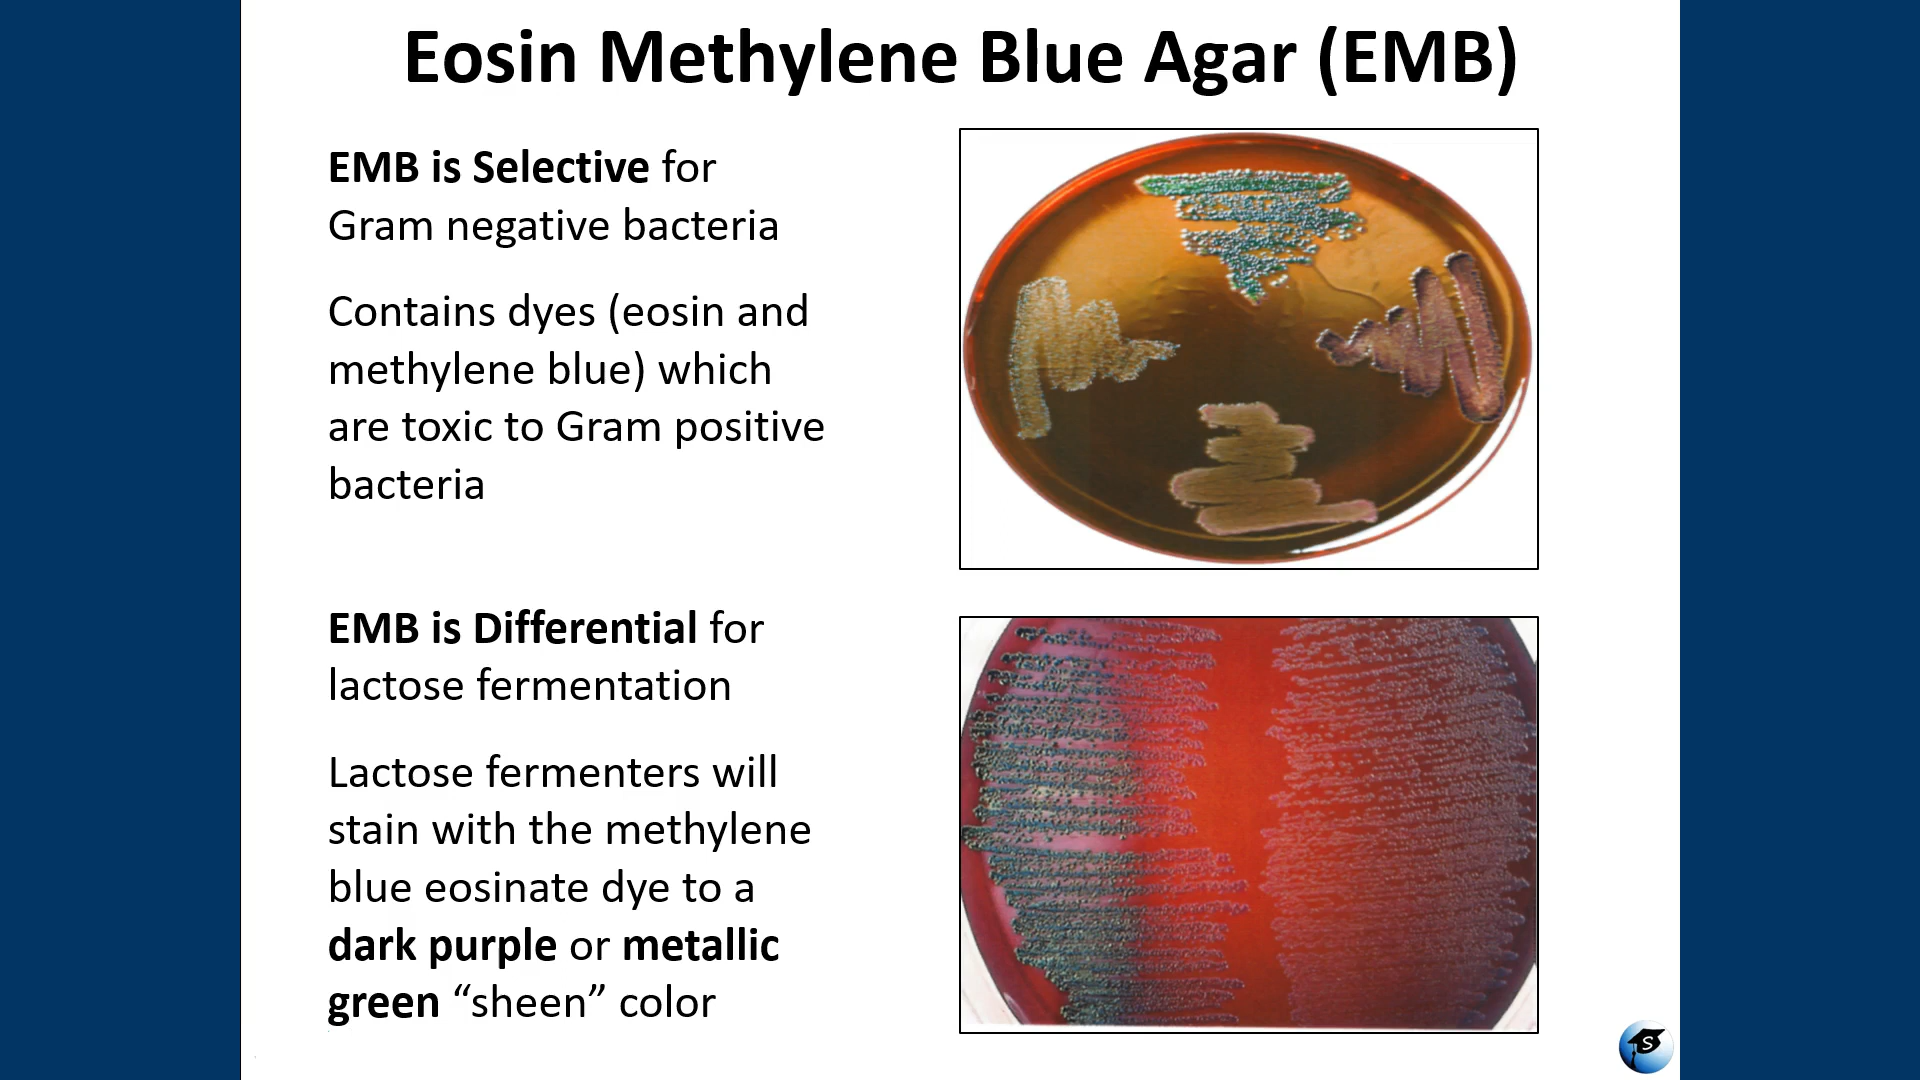 Eosin Methylene Blue Agar (EMB)
EMB is Selective for
Gram negative bacteria
Contains dyes (eosin and
methylene blue) which
are toxic to Gram positive
bacteria
EMB is Differential for
lactose fermentation
Lactose fermenters will
stain with the methylene
blue eosinate dye to a
dark purple or metallic
green “sheen” color
S